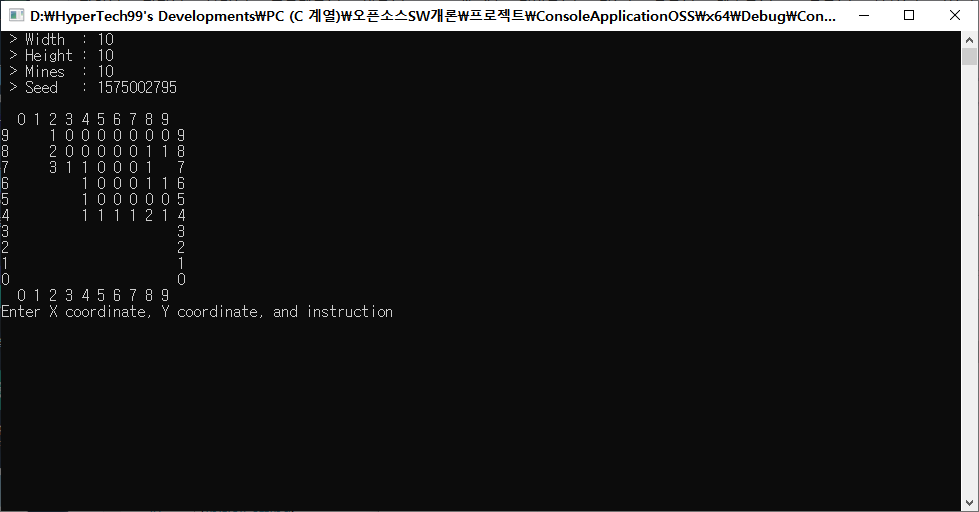 D:₩HyperTech99's Developments₩PC (C 계열)₩오픈소스SW개론₩프로젝트₩ConsoleApplicationOSS₩x64₩Debug₩Con...
> Width  : 10
> Height : 10
> Mines  : 10
> Seed   : 1575002795
  0 1 2 3 4 5 6 7 8 9
9     1 0 0 0 0 0 0 0 9
8     2 0 0 0 0 0 1 1 8
7     3 1 1 0 0 0 1   7
6         1 0 0 0 1 1 6
5         1 0 0 0 0 0 5
4         1 1 1 1 2 1 4
3                     3
2                     2
1                     1
0                     0
  0 1 2 3 4 5 6 7 8 9
Enter X coordinate, Y coordinate, and instruction